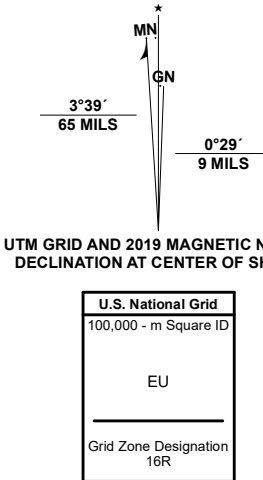 ★
MN
GN
3°39´
65 MILS
0°29´
9 MILS
UTM GRID AND 2019 MAGNETIC N
DECLINATION AT CENTER OF SH
U.S. National Grid
100,000 - m Square ID
EU
Grid Zone Designation
16R